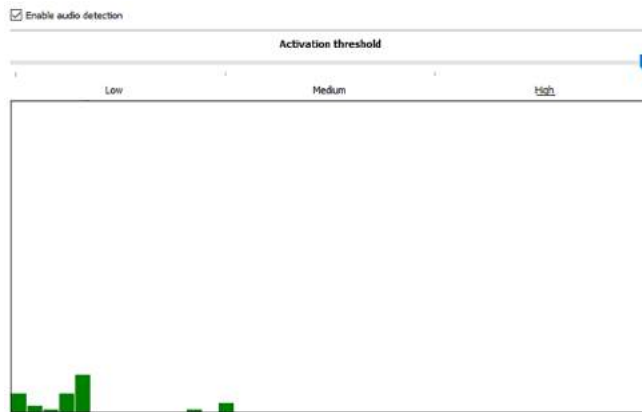 Enable audio detection
Activation threshold
Low Medium High